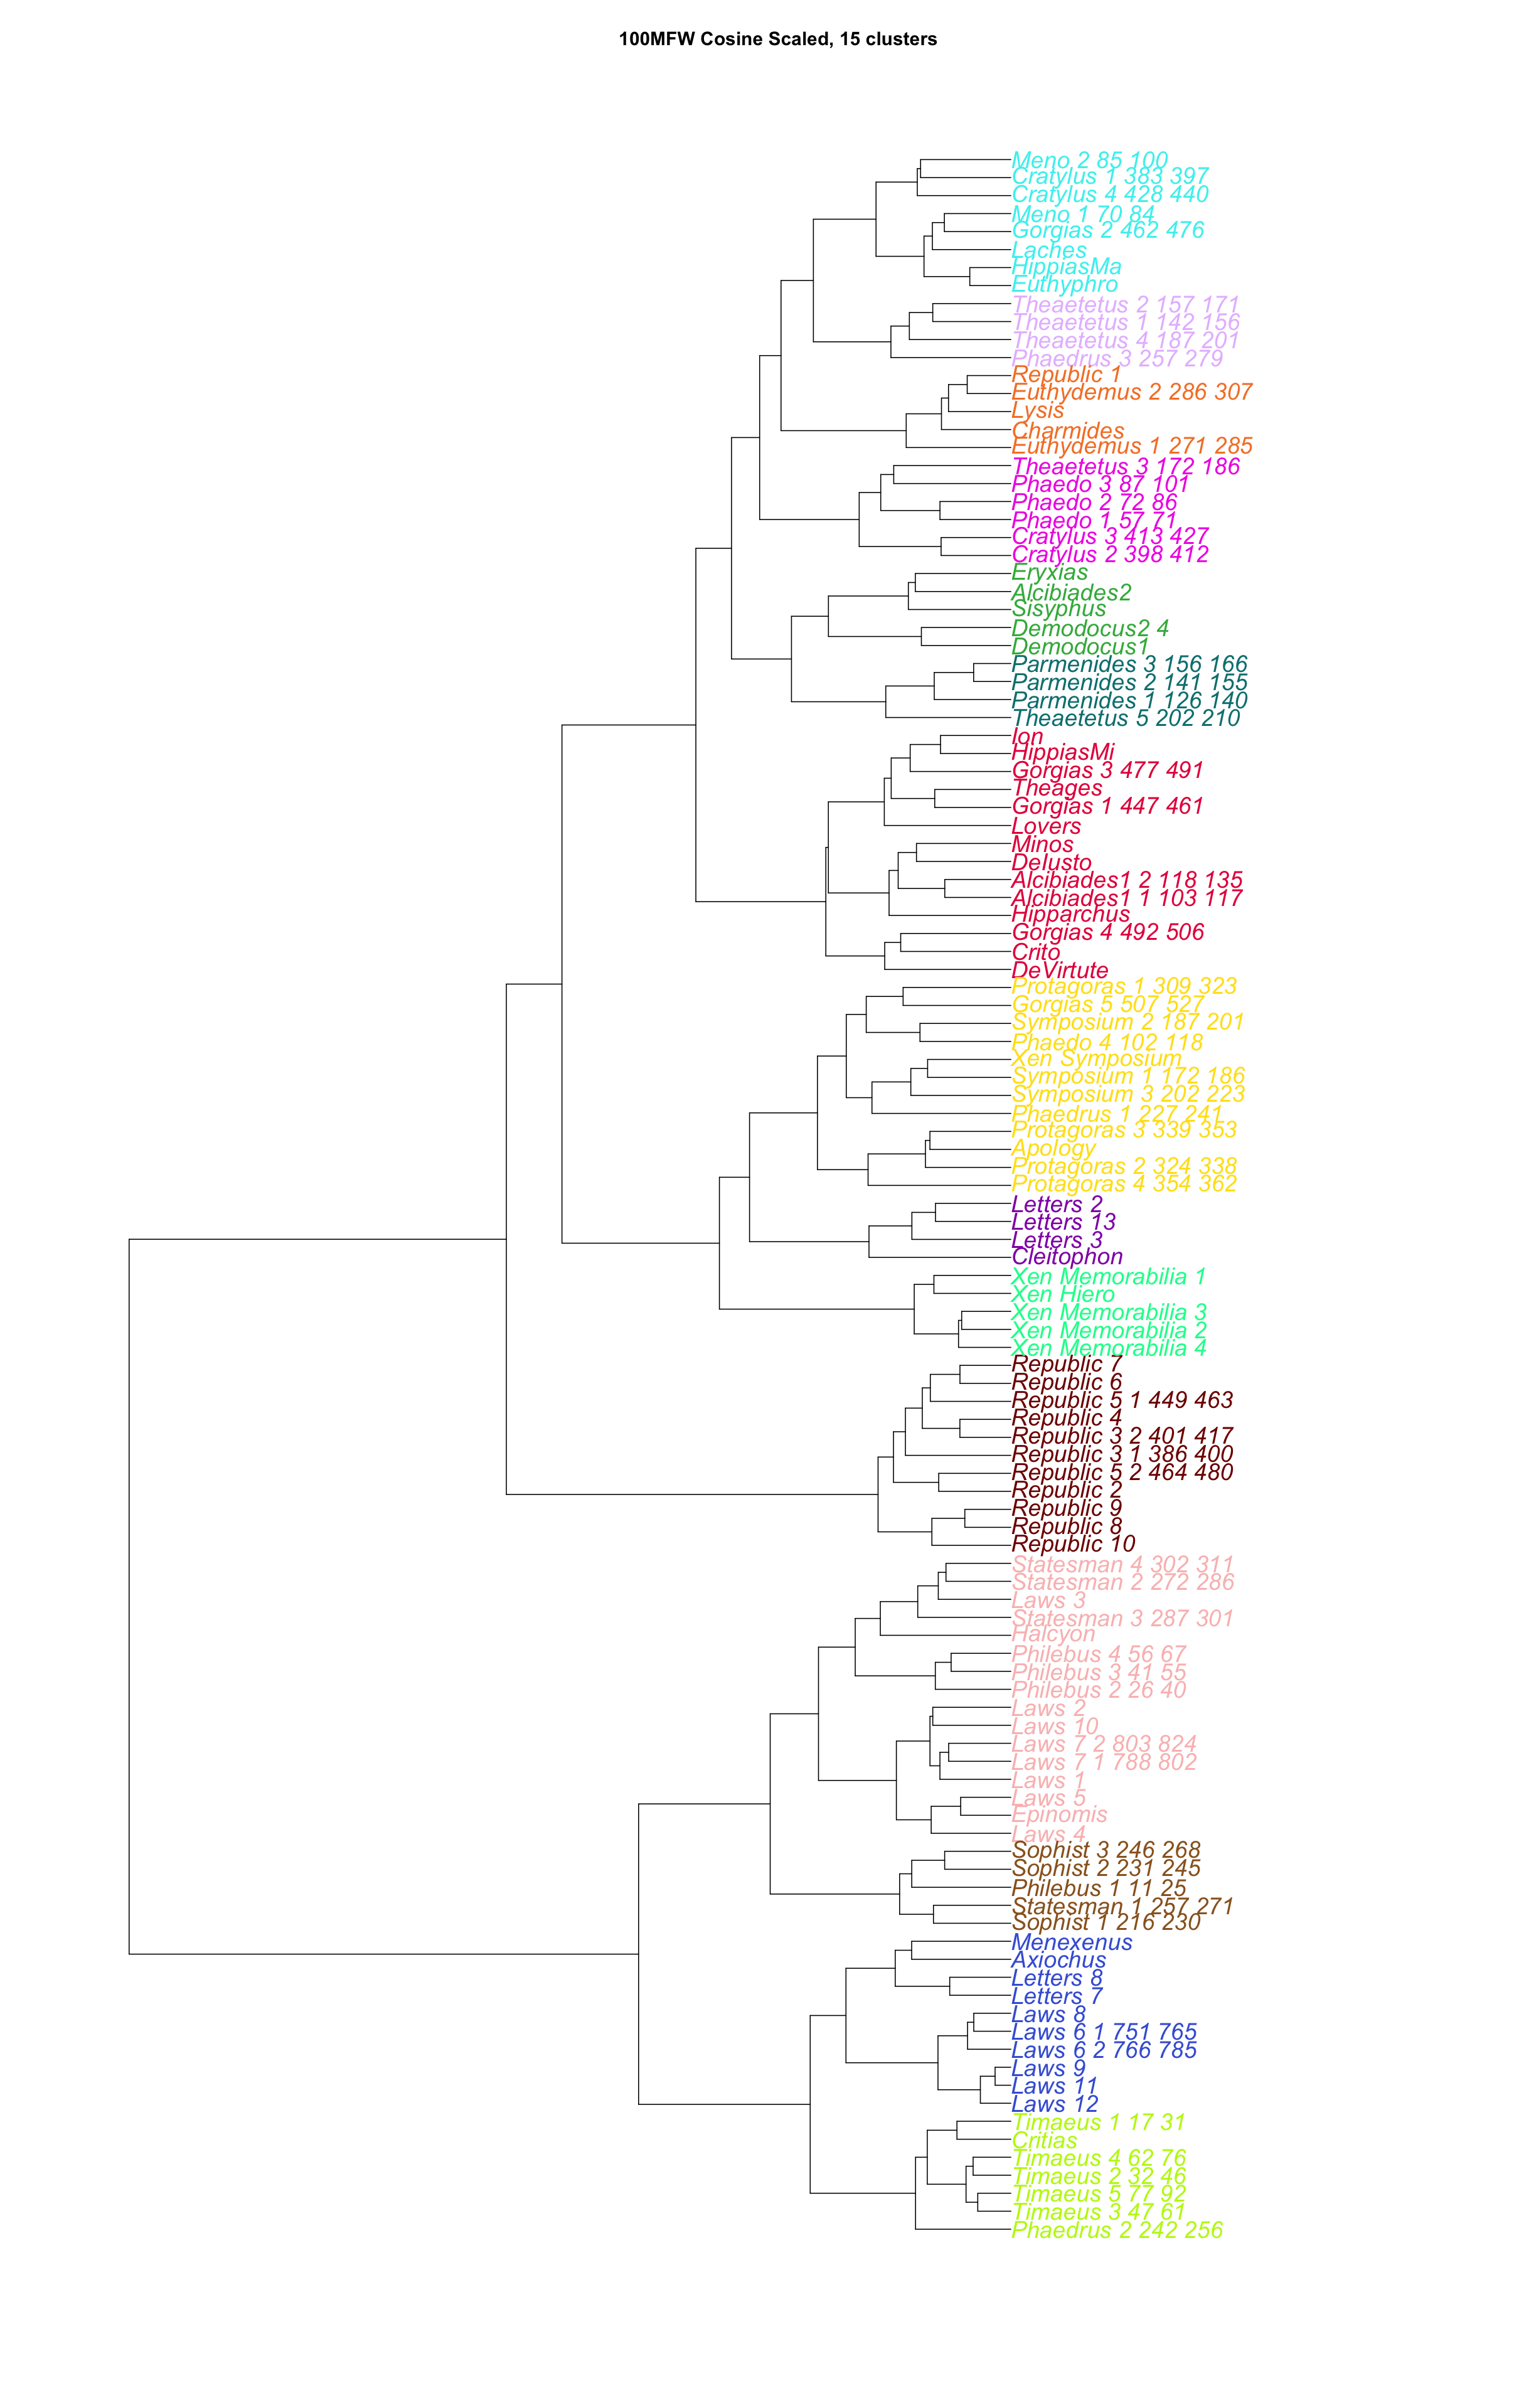 100MFW Cosine Scaled, 15 clusters
Meno 2 85 100
Cratylus 1 383 397
Cratylus 4 428 440
Meno 1 70 84
Gorgias 2 462 476
Laches
HippiasMa
Euthyphro
Theaetetus 2 157 171
Theaetetus 1 142 156
Theaetetus 4 187 201
Phaedrus 3 257 279
Republic 1
Euthydemus 2 286 307
Lysis
Charmides
Euthydemus 1 271 285
Theaetetus 3 172 186
Phaedo 3 87 101
Phaedo 2 72 86
Phaedo 1 57 71
Cratylus 3 413 427
Cratylus 2 398 412
Eryxias
Alcibiades2
Sisyphus
Demodocus2 4
Demodocus1
Parmenides 3 156 166
Parmenides 2 141 155
Parmenides 1 126 140
Theaetetus 5 202 210
Ion
HippiasMi
Gorgias 3 477 491
Theages
Gorgias 1 447 461
Lovers
Minos
DeIusto
Alcibiades1 2 118 135
Alcibiades1 1 103 117
Hipparchus
Gorgias 4 492 506
Crito
DeVirtute
Protagoras 1 309 323
Gorgias 5 507 527
Symposium 2 187 201
Phaedo 4 102 118
Xen Symposium
Symposium 1 172 186
Symposium 3 202 223
Phaedrus 1 227 241
Protagoras 3 339 353
Apology
Protagoras 2 324 338
Protagoras 4 354 362
Letters 2
Letters 13
Letters 3
Cleitophon
Xen Memorabilia 1
Xen Hiero
Xen Memorabilia 3
Xen Memorabilia 2
Xen Memorabilia 4
Republic 7
Republic 6
Republic 5 1 449 463
Republic 4
Republic 3 2 401 417
Republic 3 1 386 400
Republic 5 2 464 480
Republic 2
Republic 9
Republic 8
Republic 10
Statesman 4 302 311
Statesman 2 272 286
Laws 3
Statesman 3 287 301
Halcyon
Philebus 4 56 67
Philebus 3 41 55
Philebus 2 26 40
Laws 2
Laws 10
Laws 7 2 803 824
Laws 7 1 788 802
Laws 1
Laws 5
Epinomis
Laws 4
Sophist 3 246 268
Sophist 2 231 245
Philebus 1 11 25
Statesman 1 257 271
Sophist 1 216 230
Menexenus
Axiochus
Letters 8
Letters 7
Laws 8
Laws 6 1 751 765
Laws 6 2 766 785
Laws 9
Laws 11
Laws 12
Timaeus 1 17 31
Critias
Timaeus 4 62 76
Timaeus 2 32 46
Timaeus 5 77 92
Timaeus 3 47 61
Phaedrus 2 242 256